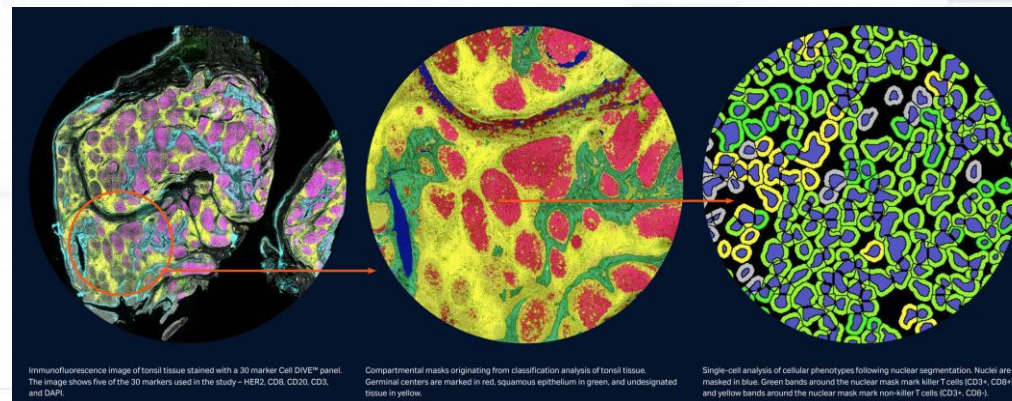 Immunofluorescence image of tonsil tissue stained with a 30 marker Cell DIVE™ panel.
The image shows five of the 30 markers used in the study – HER2, CD8, CD20, CD3,
and DAPI.
Compartmental masks originating from classification analysis of tonsil tissue.
Germinal centers are marked in red, squamous epithelium in green, and undesignated
tissue in yellow.
Single-cell analysis of cellular phenotypes following nuclear segmentation. Nuclei are
masked in blue. Green bands around the nuclear mask mark killer T cells (CD3+, CD8+
and yellow bands around the nuclear mask mark non-killer T cells (CD3+, CD8-).